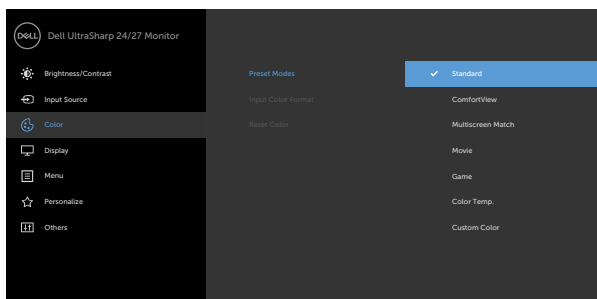 DELL Dell UltraSharp 24/27 Monitor
Brightness/Contrast Preset Modes Standard
Input Source Input Color Format ComfortView
Color Reset Color Multiscreen Match
Display Movie
Menu Game
Personalize Color Temp.
Others Custom Color